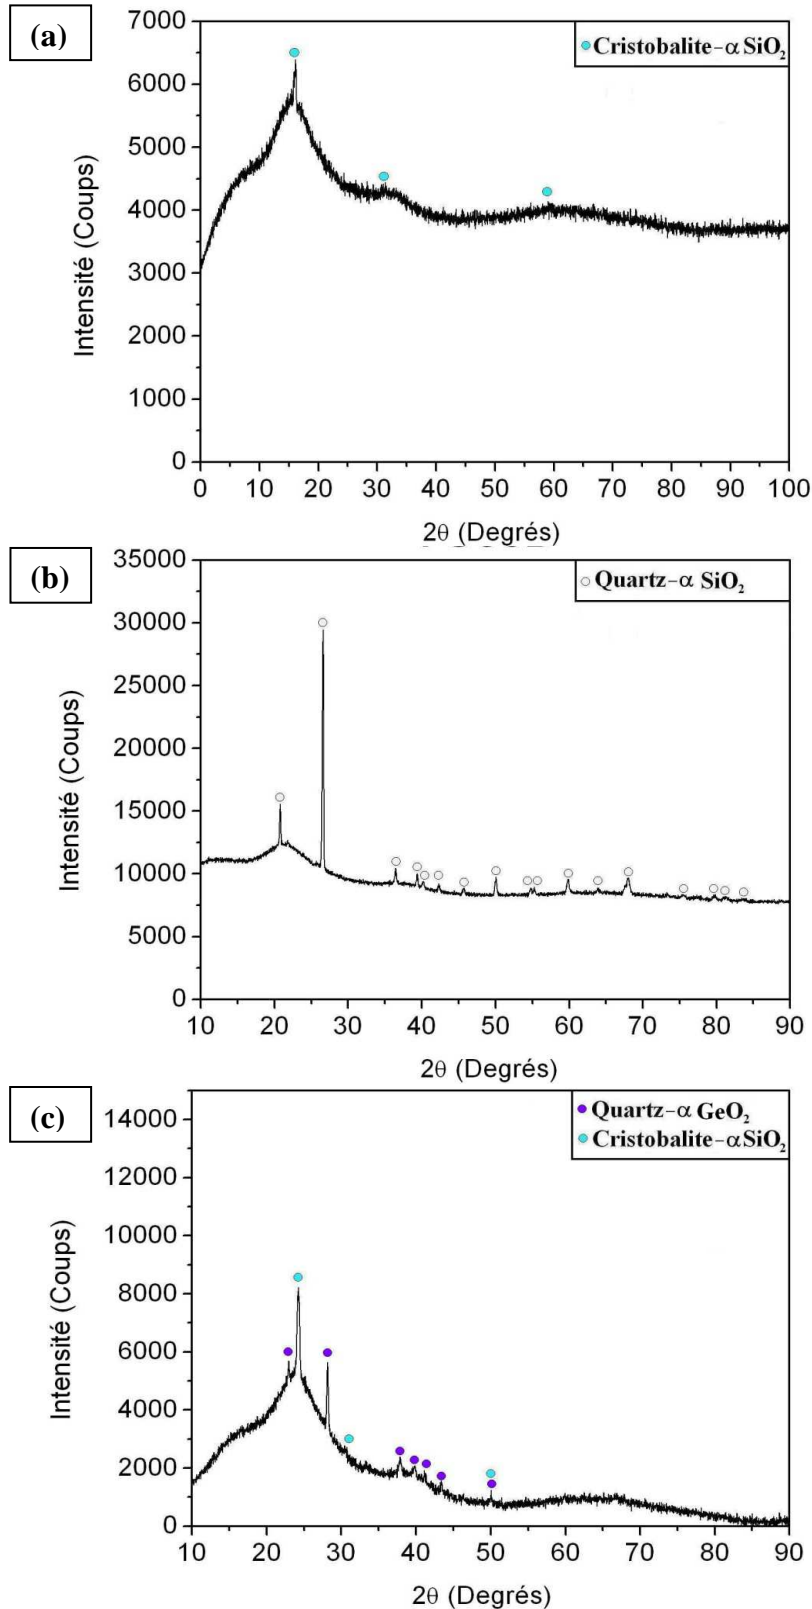 (a)
7000
6000
5000
4000
3000
2000
1000
0
Intensité (Coups)
Cristobalite-α SiO₂
0 10 20 30 40 50 60 70 80 90 100
2θ (Degrés)
(b)
35000
30000
25000
20000
15000
10000
5000
0
Intensité (Coups)
Quartz-α SiO₂
10 20 30 40 50 60 70 80 90
2θ (Degrés)
(c)
14000
12000
10000
8000
6000
4000
2000
0
Intensité (Coups)
Quartz-α GeO₂
Cristobalite-αSiO₂
10 20 30 40 50 60 70 80 90
2θ (Degrés)